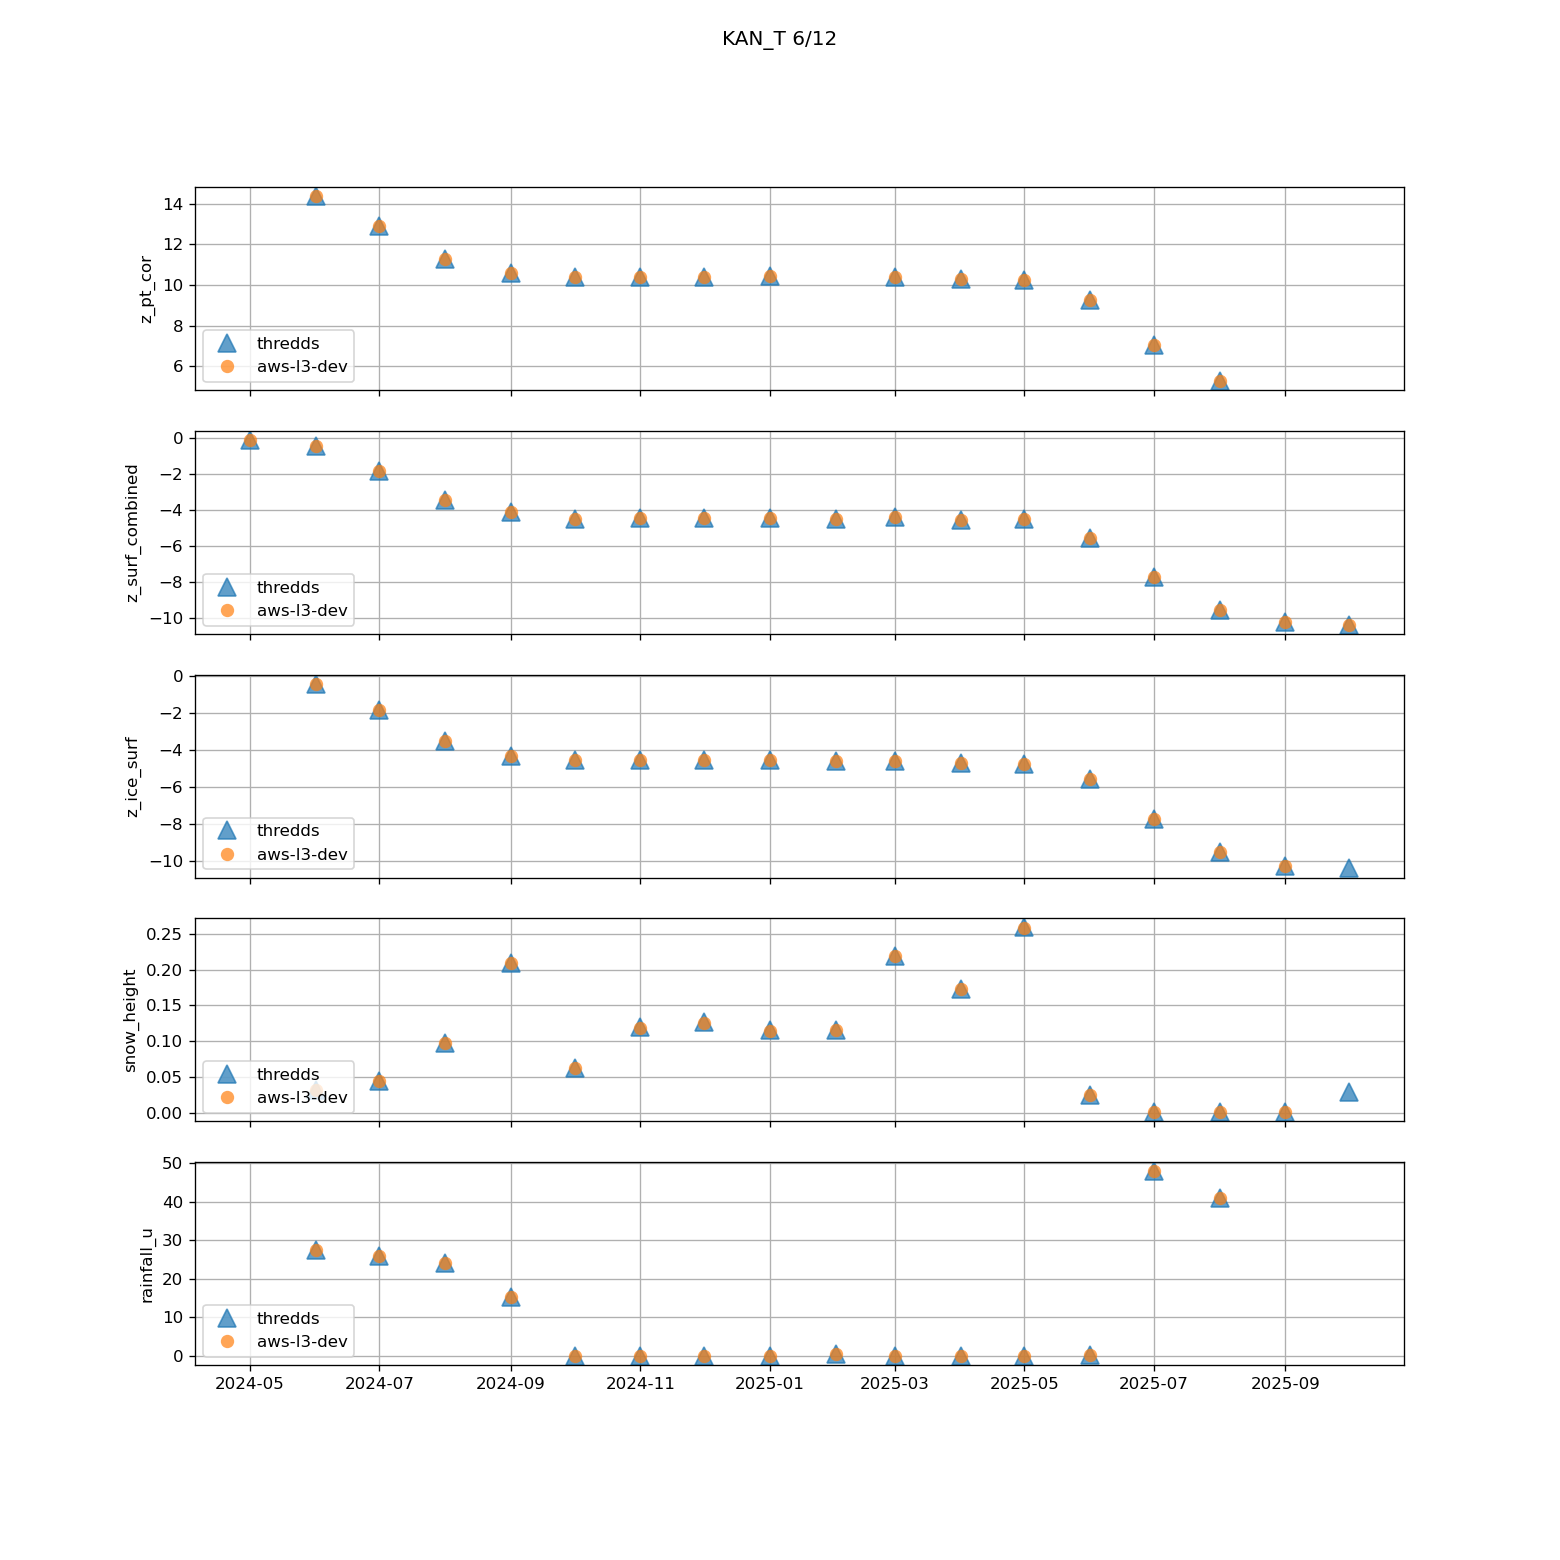 KAN_T 6/12
z_pt_cor
14
12
10
8
6
thredds
aws-l3-dev
z_surf_combined
0
−2
−4
−6
−8
−10
thredds
aws-l3-dev
z_ice_surf
0
−2
−4
−6
−8
−10
thredds
aws-l3-dev
snow_height
0.25
0.20
0.15
0.10
0.05
0.00
thredds
aws-l3-dev
rainfall_u
50
40
30
20
10
0
thredds
aws-l3-dev
2024-05 2024-07 2024-09 2024-11 2025-01 2025-03 2025-05 2025-07 2025-09